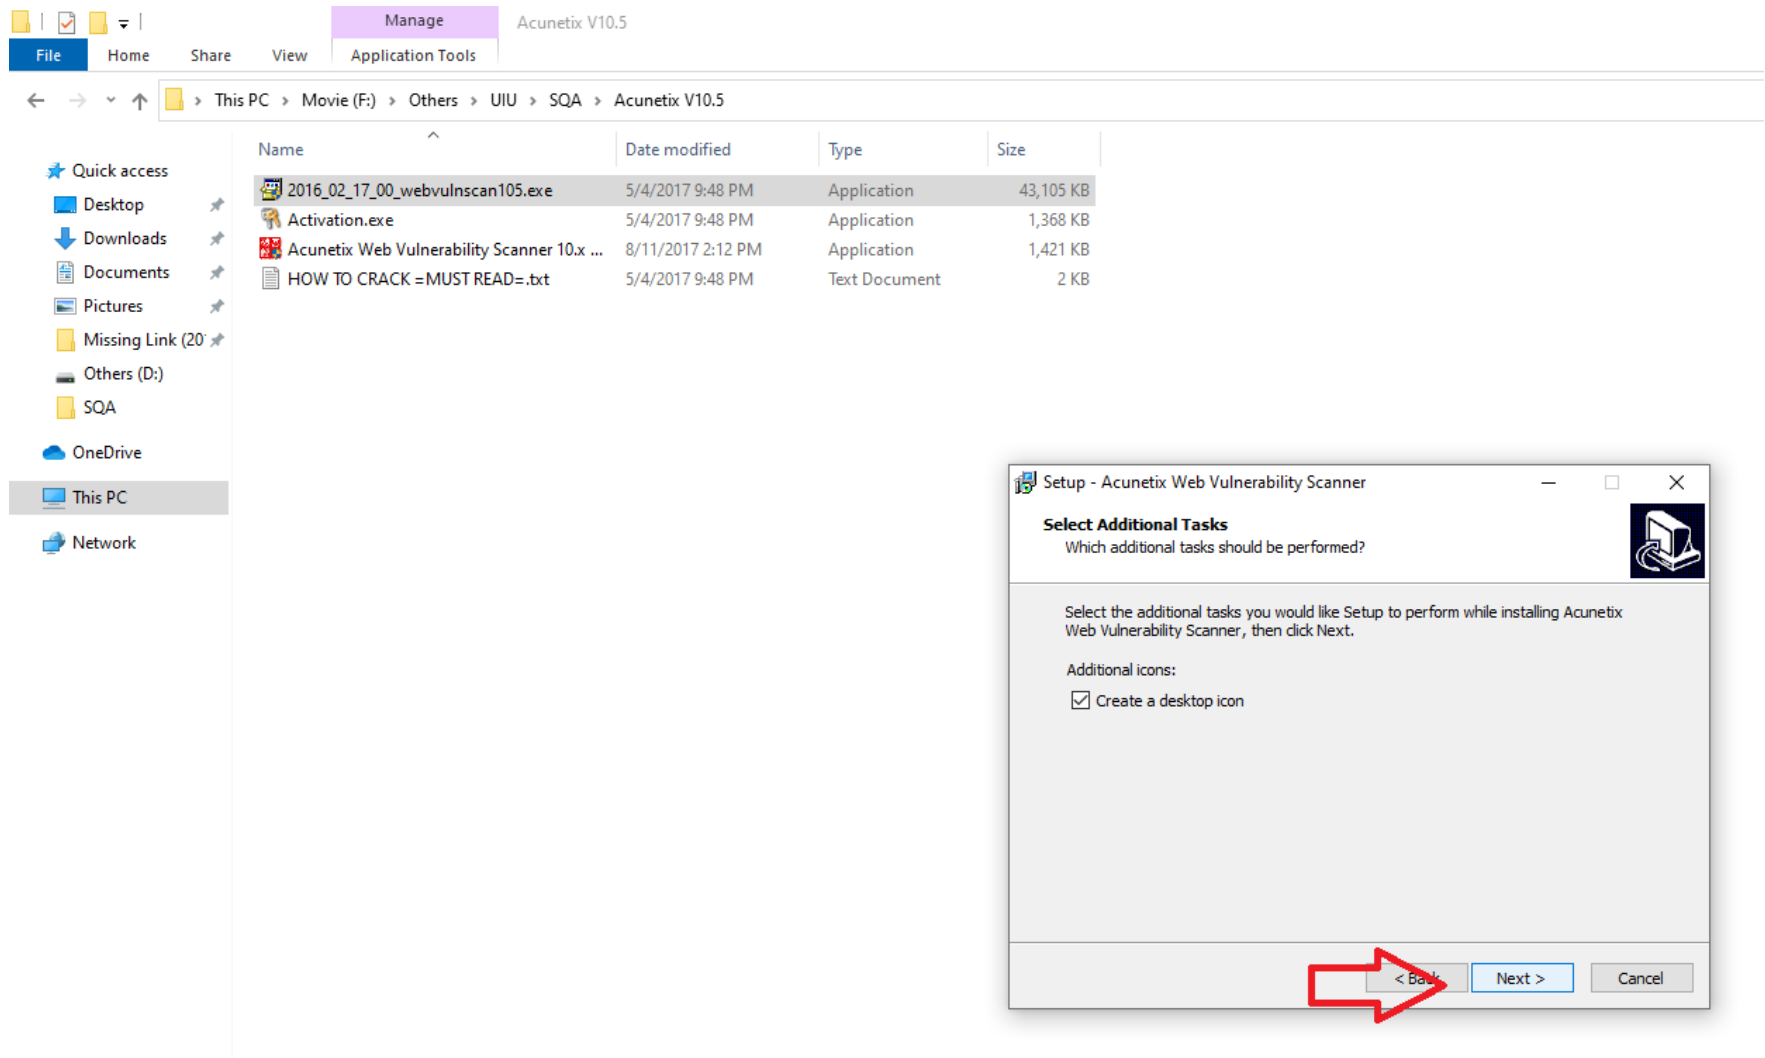 Manage
Acunetix V10.5
File Home Share View Application Tools
This PC > Movie (F:) > Others > UIU > SQA > Acunetix V10.5
Name Date modified Type Size
Quick access
Desktop
Downloads
Documents
Pictures
Missing Link (20
Others (D:)
SQA
OneDrive
This PC
Network
2016_02_17_00_webvulnscan105.exe 5/4/2017 9:48 PM Application 43,105 KB
Activation.exe 5/4/2017 9:48 PM Application 1,368 KB
Acunetix Web Vulnerability Scanner 10.x ... 8/11/2017 2:12 PM Application 1,421 KB
HOW TO CRACK =MUST READ=.txt 5/4/2017 9:48 PM Text Document 2 KB
Setup - Acunetix Web Vulnerability Scanner
Select Additional Tasks
Which additional tasks should be performed?
Select the additional tasks you would like Setup to perform while installing Acunetix
Web Vulnerability Scanner, then click Next.
Additional icons:
Create a desktop icon
< Back Next > Cancel